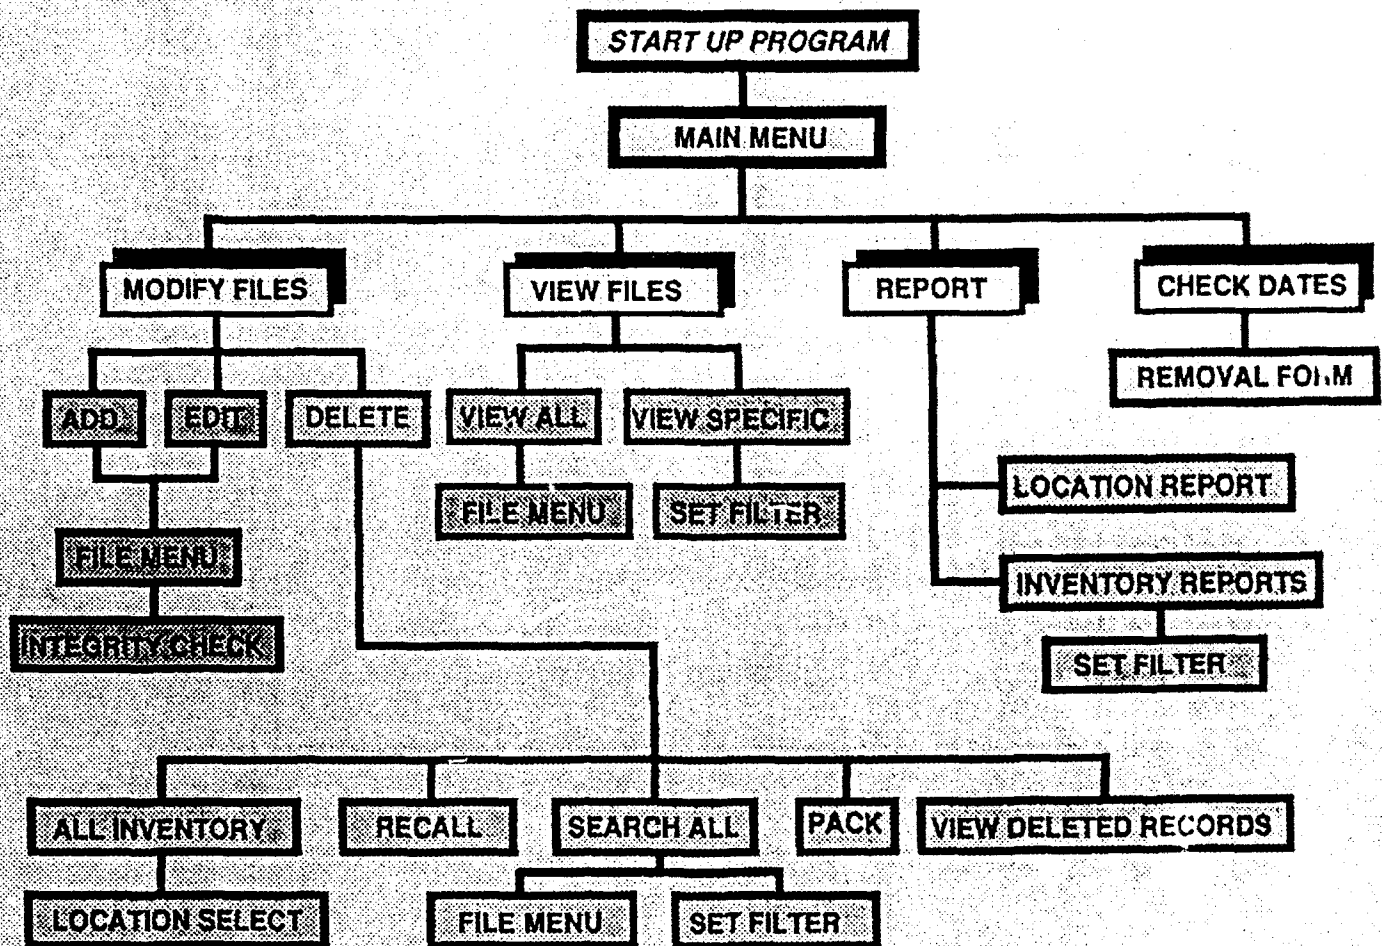 START UP PROGRAM
MAIN MENU
MODIFY FILES
VIEW FILES
REPORT
CHECK DATES
REMOVAL FORM
ADD
EDIT
DELETE
VIEW ALL
VIEW SPECIFIC
FILE MENU
SET FILTER
LOCATION REPORT
FILE MENU
INVENTORY REPORTS
INTEGRITY CHECK
SET FILTER
ALL INVENTORY
RECALL
SEARCH ALL
PACK
VIEW DELETED RECORDS
LOCATION SELECT
FILE MENU
SET FILTER